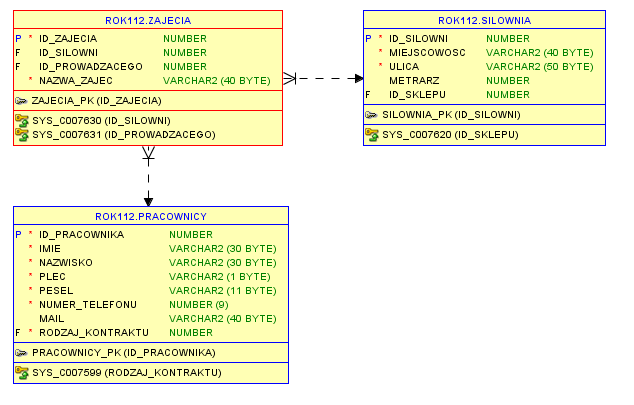 ROK112.ZAJECIA
P * ID_ZAJECIA NUMBER
F ID_SILOWNI NUMBER
F ID_PROWADZACEGO NUMBER
* NAZWA_ZAJEC VARCHAR2 (40 BYTE)
ZAJECIA_PK (ID_ZAJECIA)
SYS_C007630 (ID_SILOWNI)
SYS_C007631 (ID_PROWADZACEGO)
ROK112.SILOWNIA
P * ID_SILOWNI NUMBER
* MIEJSCOWOSC VARCHAR2 (40 BYTE)
* ULICA VARCHAR2 (50 BYTE)
METRARZ NUMBER
F ID_SKLEPU NUMBER
SILOWNIA_PK (ID_SILOWNI)
SYS_C007620 (ID_SKLEPU)
ROK112.PRACOWNICY
P * ID_PRACOWNIKA NUMBER
* IMIE VARCHAR2 (30 BYTE)
* NAZWISKO VARCHAR2 (30 BYTE)
* PLEC VARCHAR2 (1 BYTE)
* PESEL VARCHAR2 (11 BYTE)
* NUMER_TELEFONU NUMBER (9)
MAIL VARCHAR2 (40 BYTE)
F * RODZAJ_KONTRAKTU NUMBER
PRACOWNICY_PK (ID_PRACOWNIKA)
SYS_C007599 (RODZAJ_KONTRAKTU)